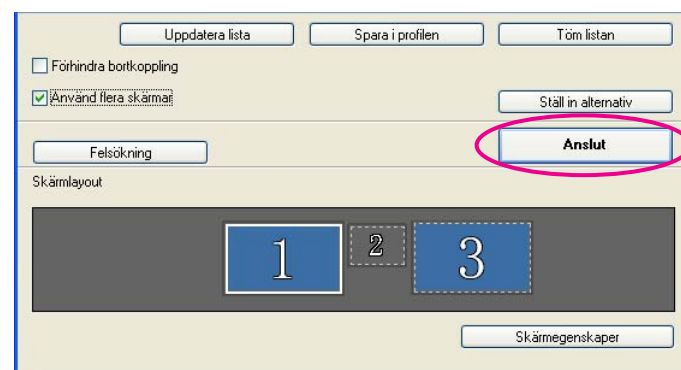 Uppdatera lista Spara i profilen Töm listan
Förhindra bortkoppling
Använd flera skärmar
Ställ in alternativ
Felsökning Anslut
Skärmlayout
1 2 3
Skärmegenskaper